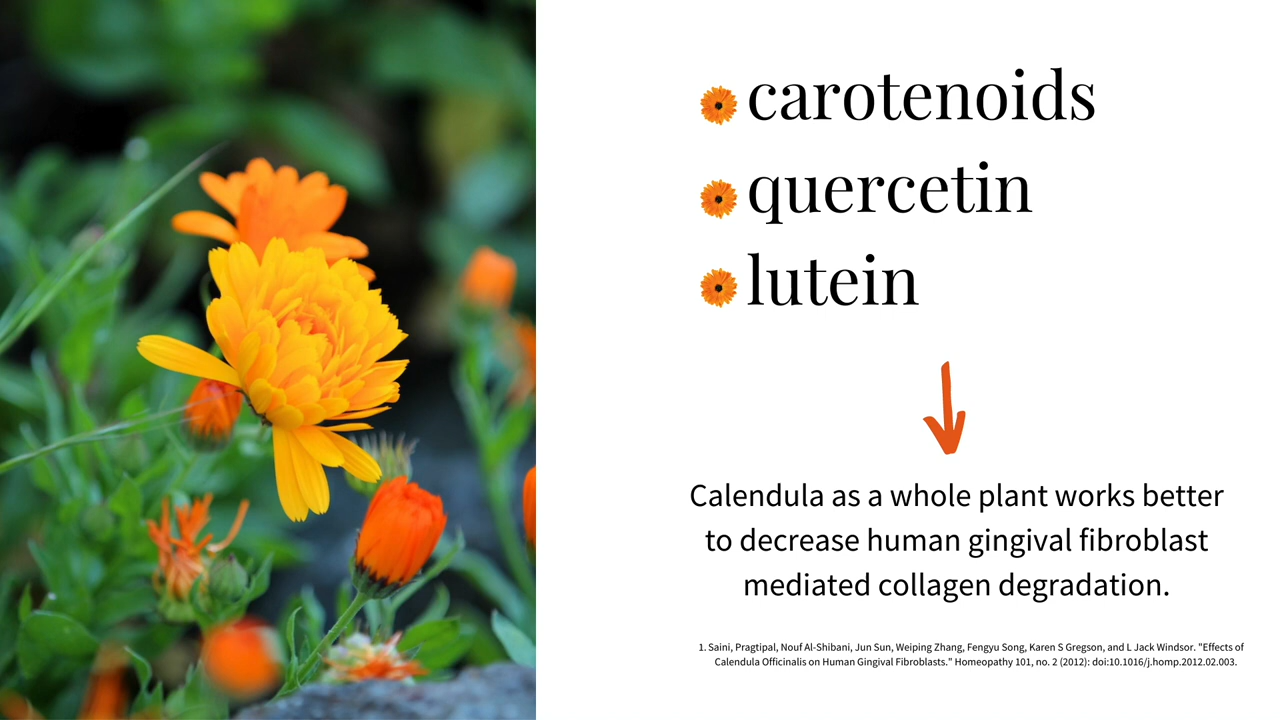 carotenoids
quercetin
lutein
Calendula as a whole plant works better
to decrease human gingival fibroblast
mediated collagen degradation.
1. Saini, Pragtipal, Nouf Al-Shibani, Jun Sun, Weiping Zhang, Fengyu Song, Karen S Gregson, and L Jack Windsor. "Effects of
Calendula Officinalis on Human Gingival Fibroblasts." Homeopathy 101, no. 2 (2012): doi:10.1016/j.homp.2012.02.003.